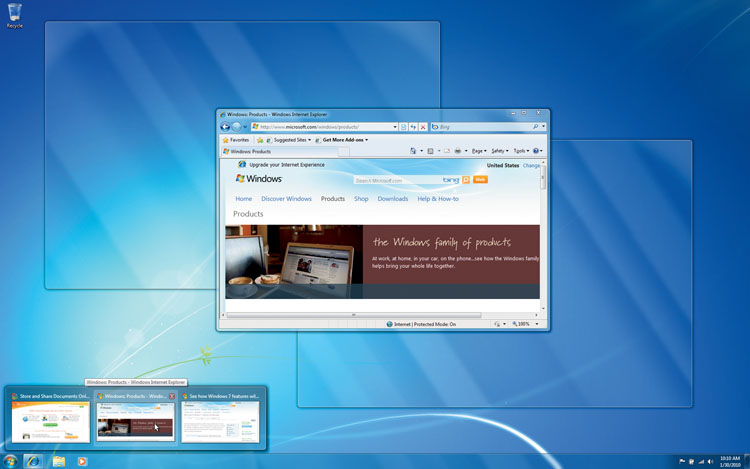 Recycle
Windows: Products - Windows Internet Explorer
http://www.microsoft.com/windows/products/
Bing
Favorites
Suggested Sites
Get More Add-ons
Windows: Products
Page
Safety
Tools
Upgrade your Internet Experience
United States
Change
Windows
Search Microsoft.com
bing
Web
Home
Discover Windows
Products
Shop
Downloads
Help & How-to
Products
the Windows family of products
At work, at home, in your car, on the phone...see how the Windows family
helps bring your whole life together.
Internet | Protected Mode: On
100%
Windows: Products - Windows Internet Explorer
Store and Share Documents Onl...
Windows: Products - Windo...
See how Windows 7 features wil...
10:10 AM
1/30/2010